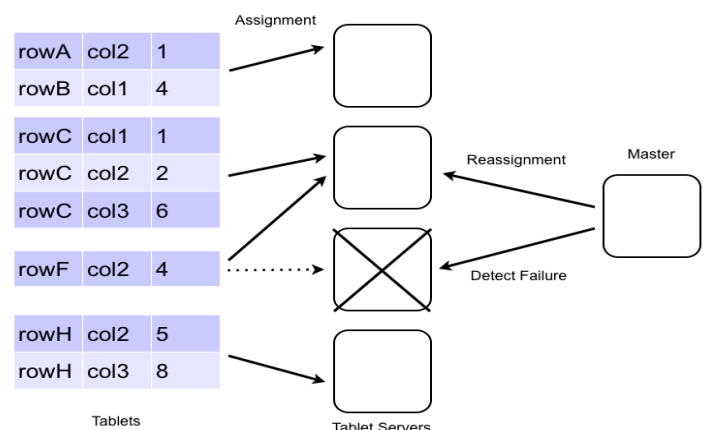 Assignment
rowA col2 1
rowB col1 4
rowC col1 1
rowC col2 2
rowC col3 6
Reassignment
Master
rowF col2 4
Detect Failure
rowH col2 5
rowH col3 8
Tablets
Tablet Servers